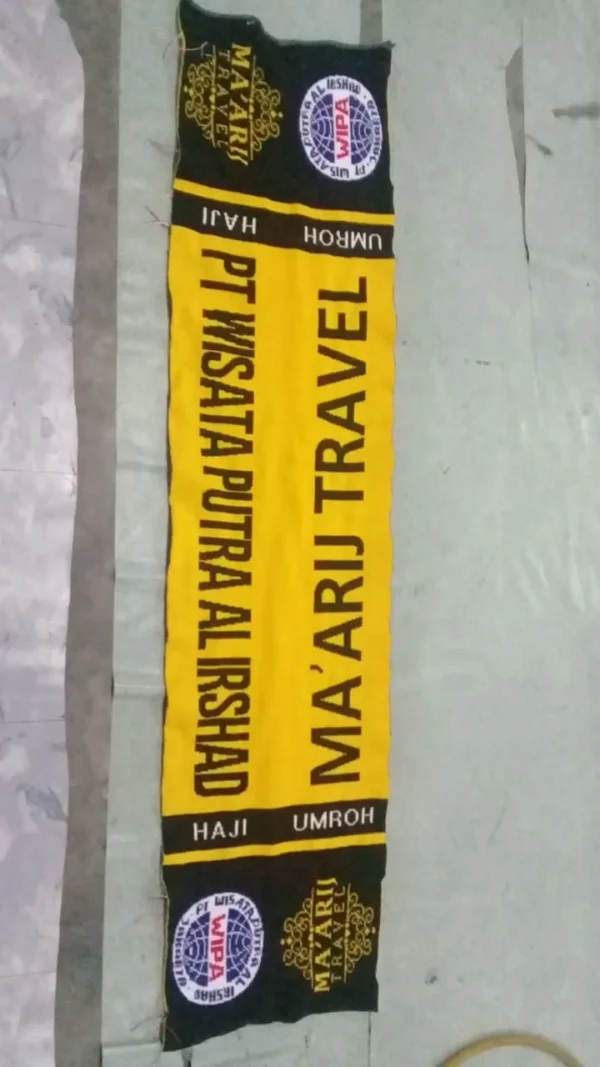 MA'ARIJ
TRAVEL
PT WISATA PUTRA AL IRSHAD
WIPA
HAJI
UMROH
PT WISATA PUTRA AL IRSHAD
MA'ARIJ TRAVEL
HAJI
UMROH
PT WISATA PUTRA AL IRSHAD
WIPA
MA'ARIJ
TRAVEL